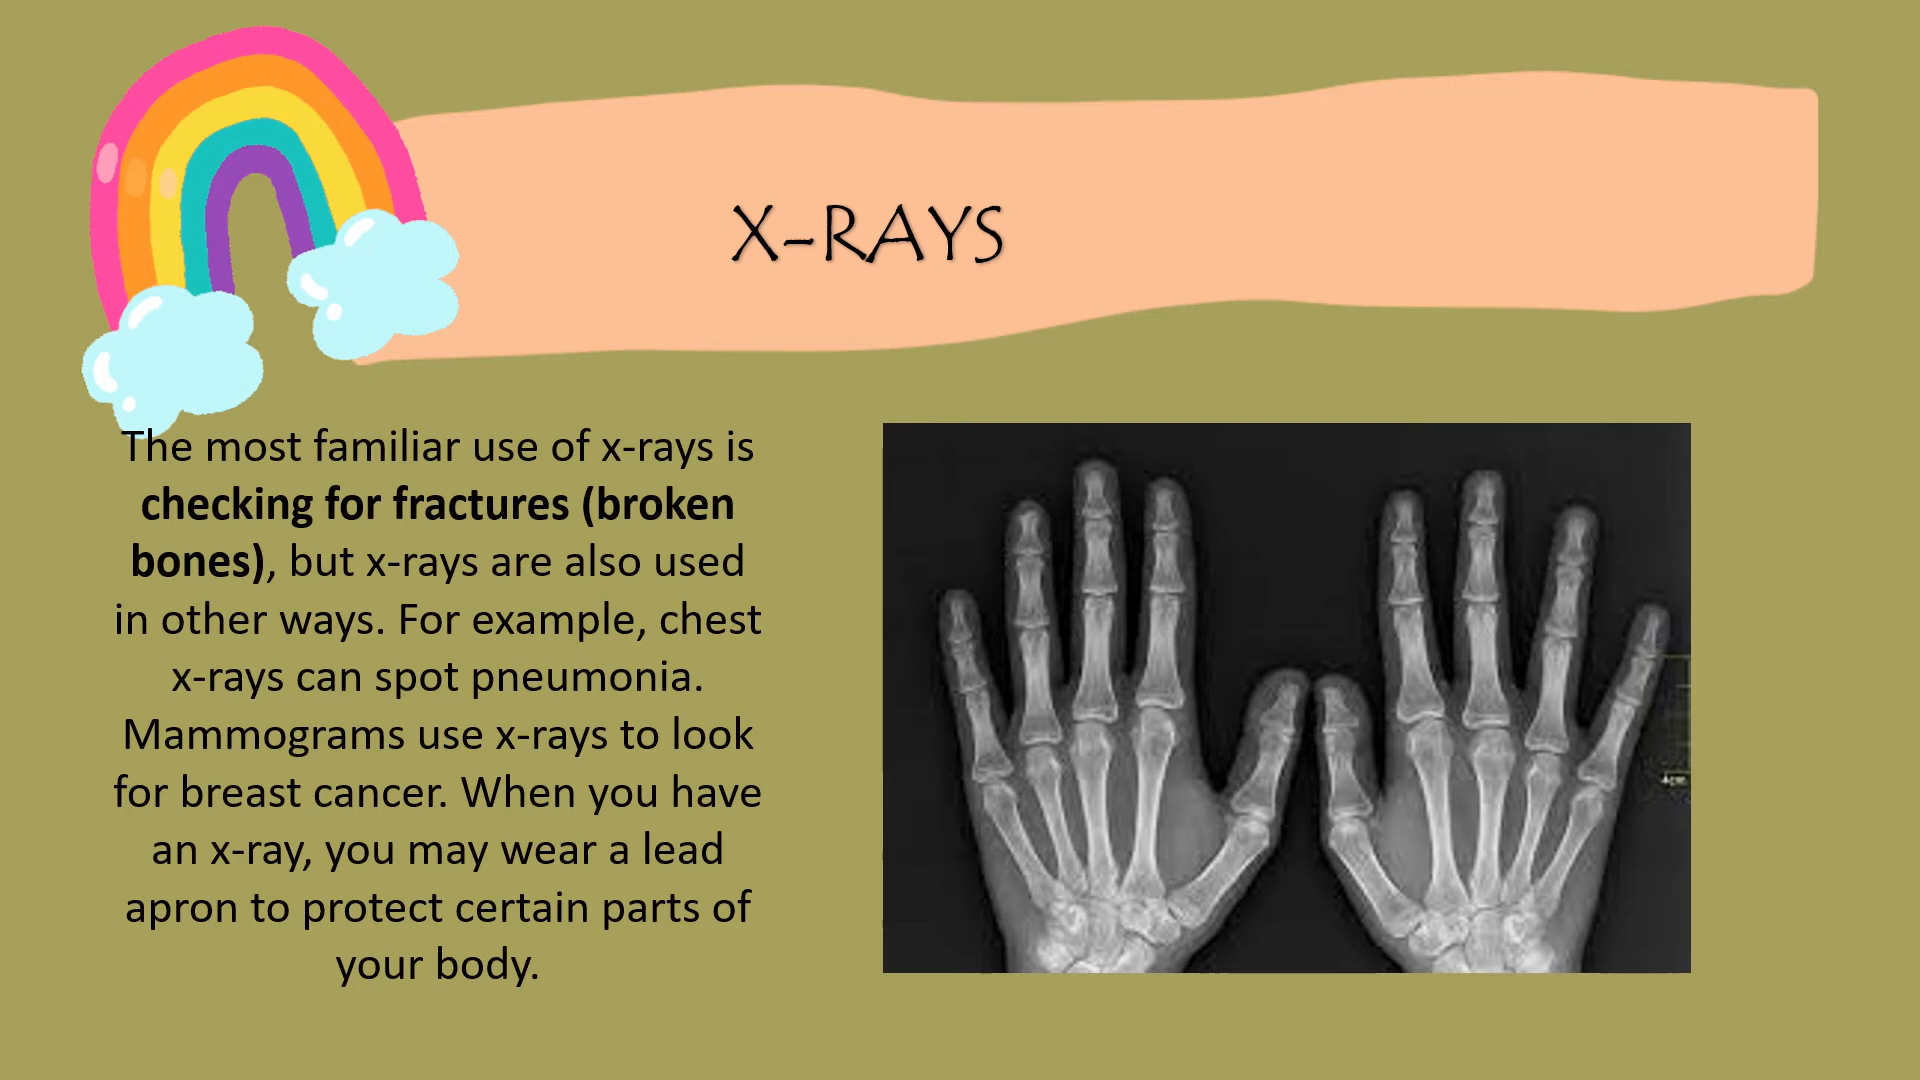 X-RAYS
The most familiar use of x-rays is
checking for fractures (broken
bones), but x-rays are also used
in other ways. For example, chest
x-rays can spot pneumonia.
Mammograms use x-rays to look
for breast cancer. When you have
an x-ray, you may wear a lead
apron to protect certain parts of
your body.
4cm